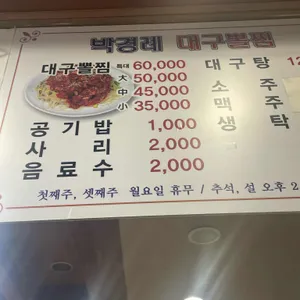 박경레 대구뽈찜
대구뽈찜 특대 60,000
大 50,000
中 45,000
小 35,000
공기밥 1,000
사리 2,000
음료수 2,000
대구탕 12
소주
맥주
생탁
첫째주, 셋째주 월요일 휴무 / 추석, 설 오후 2